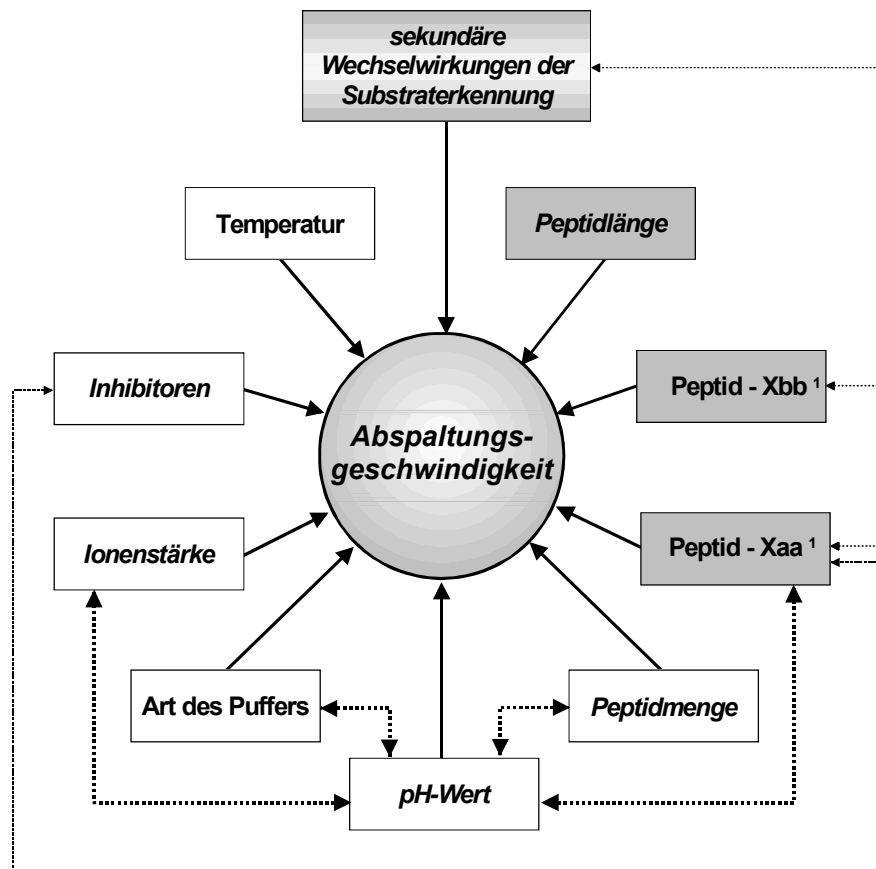 sekundäre
Wechselwirkungen der
Substraterkennung
Temperatur
Peptidlänge
Inhibitoren
Peptid - Xbb ¹
Abspaltungs-
geschwindigkeit
Ionenstärke
Peptid - Xaa ¹
Art des Puffers
Peptidmenge
pH-Wert